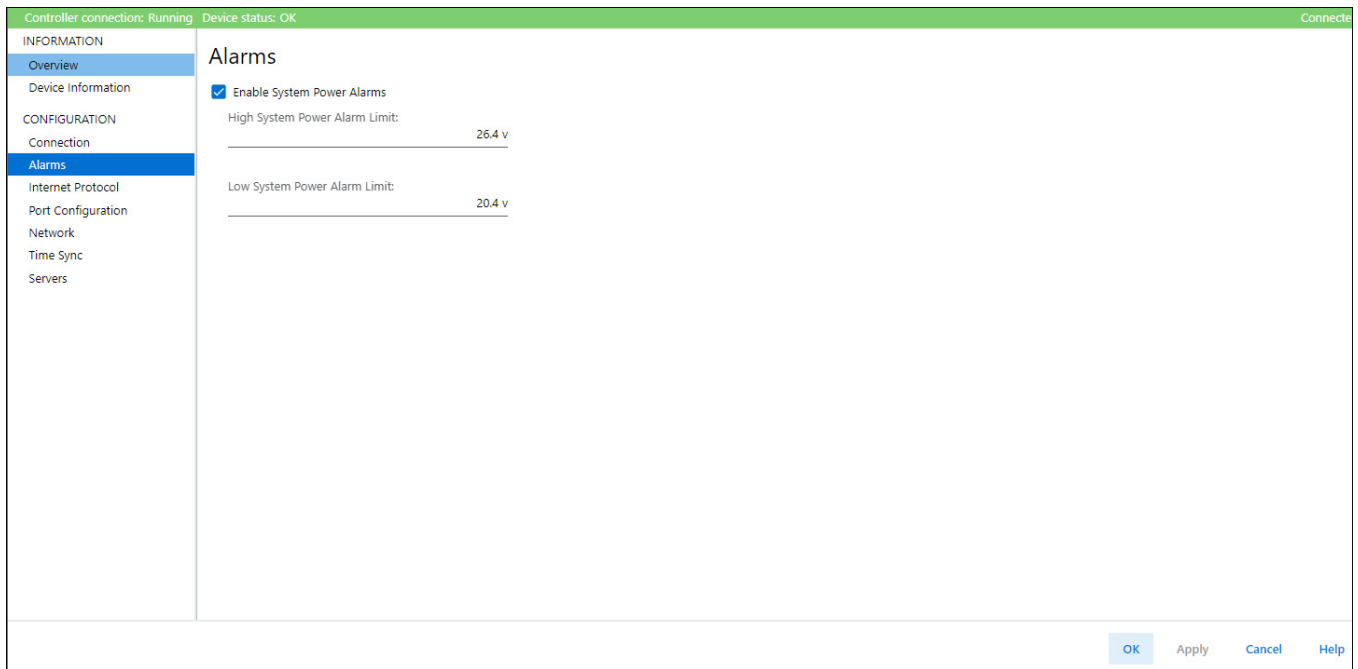 Controller connection: Running Device status: OK
Connecte
INFORMATION
Overview
Device Information
CONFIGURATION
Connection
Alarms
Internet Protocol
Port Configuration
Network
Time Sync
Servers
Alarms
Enable System Power Alarms
High System Power Alarm Limit:
26.4 v
Low System Power Alarm Limit:
20.4 v
OK Apply Cancel Help